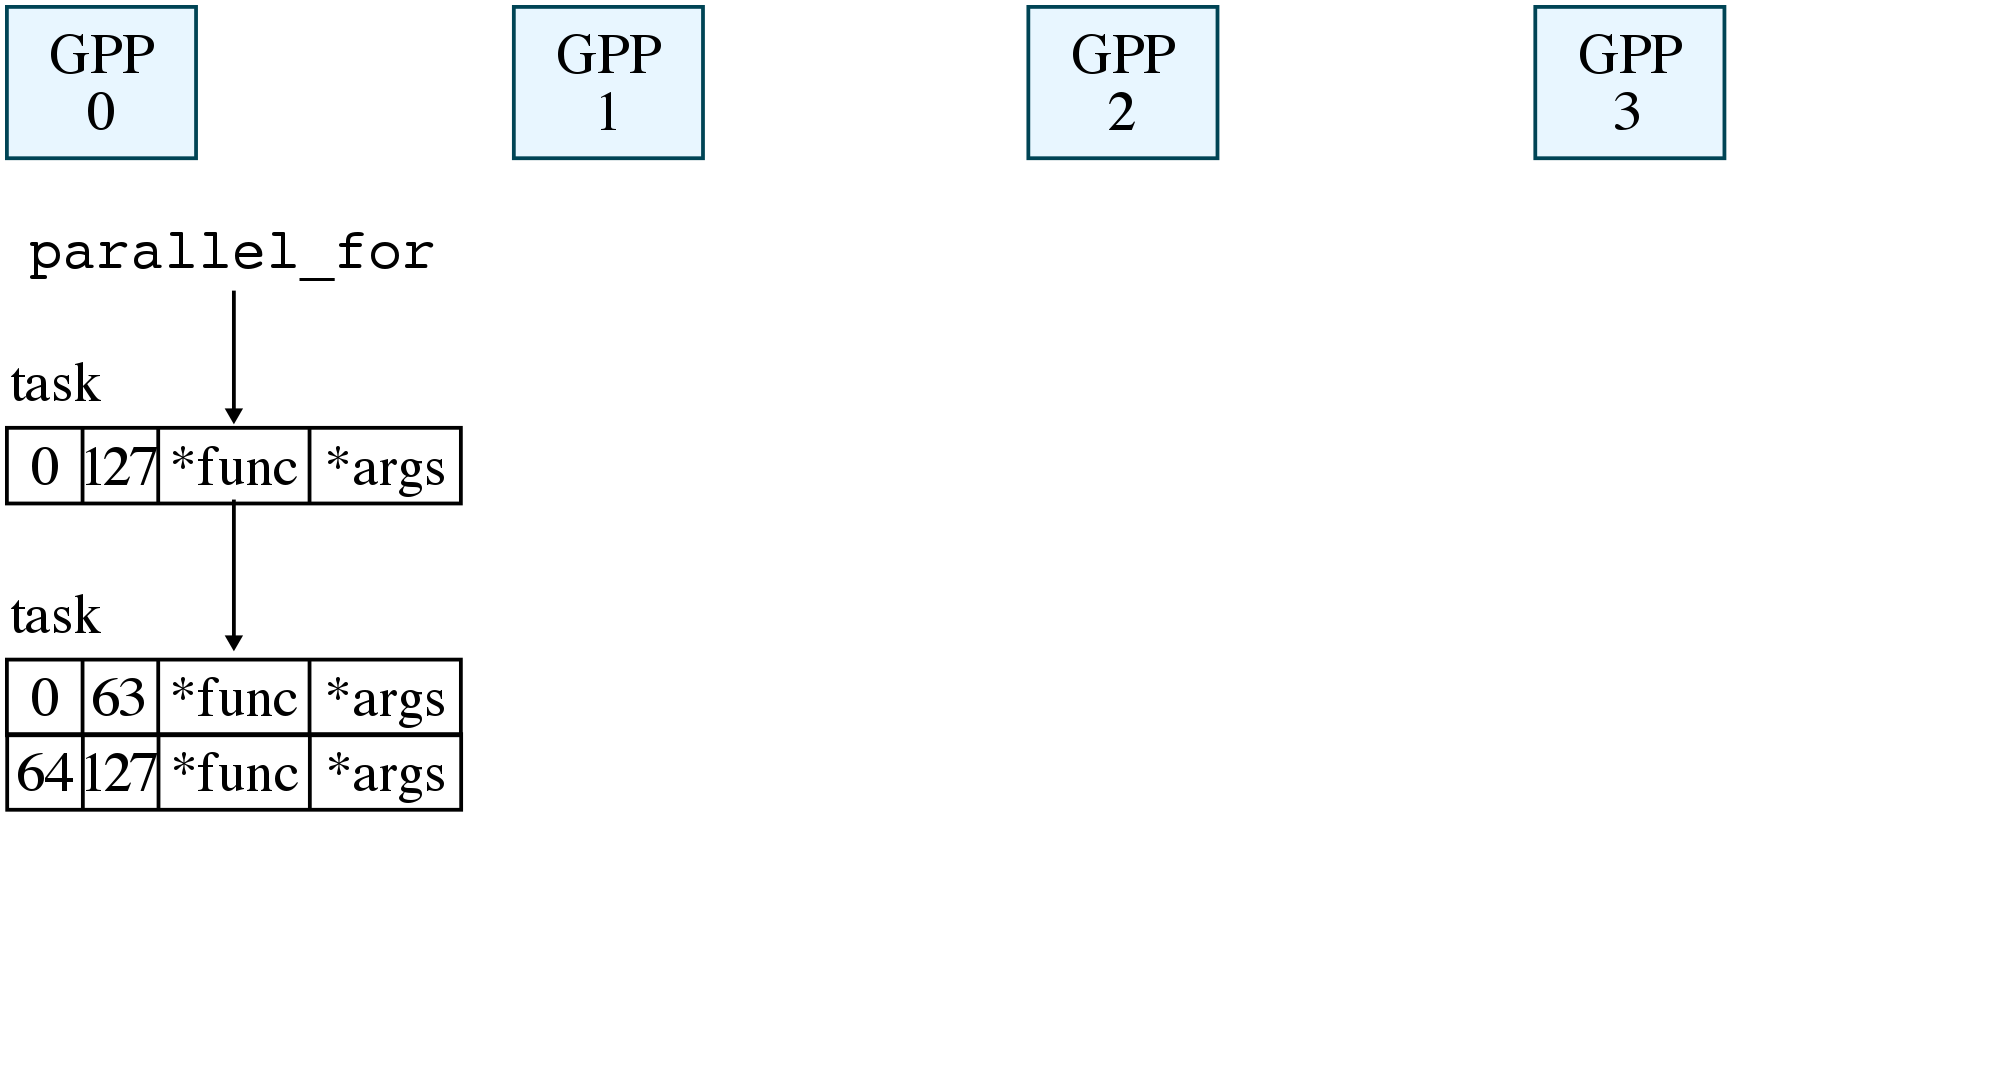 GPP
0
GPP
1
GPP
2
GPP
3
parallel_for
task
0 127 *func *args
task
0 63 *func *args
64 127 *func *args